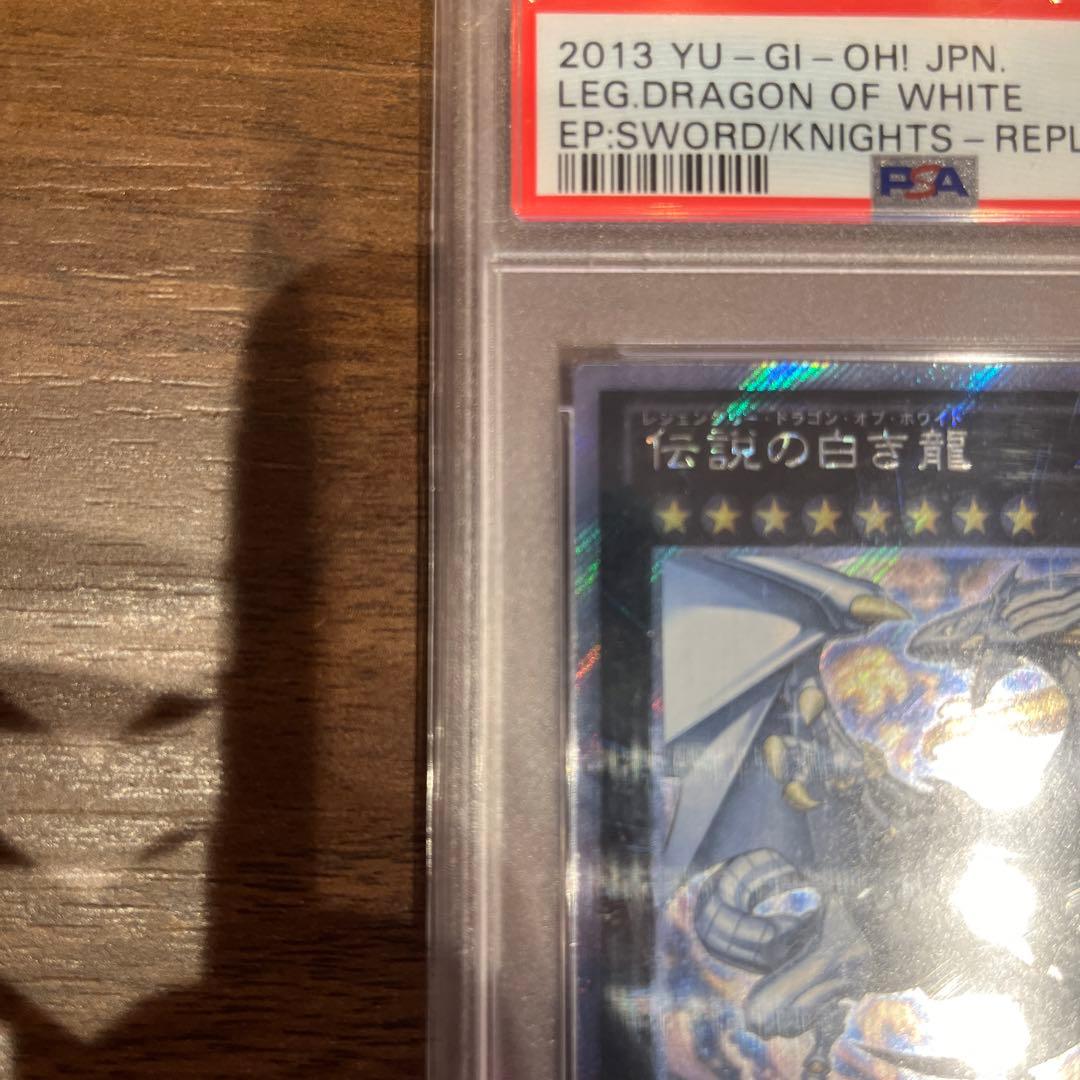 2013 YU-GI-OH! JPN.
LEG.DRAGON OF WHITE
EP:SWORD/KNIGHTS-REPL
PSA
レジェンダリー・ドラゴン・オブ・ホワイト
伝説の白き龍